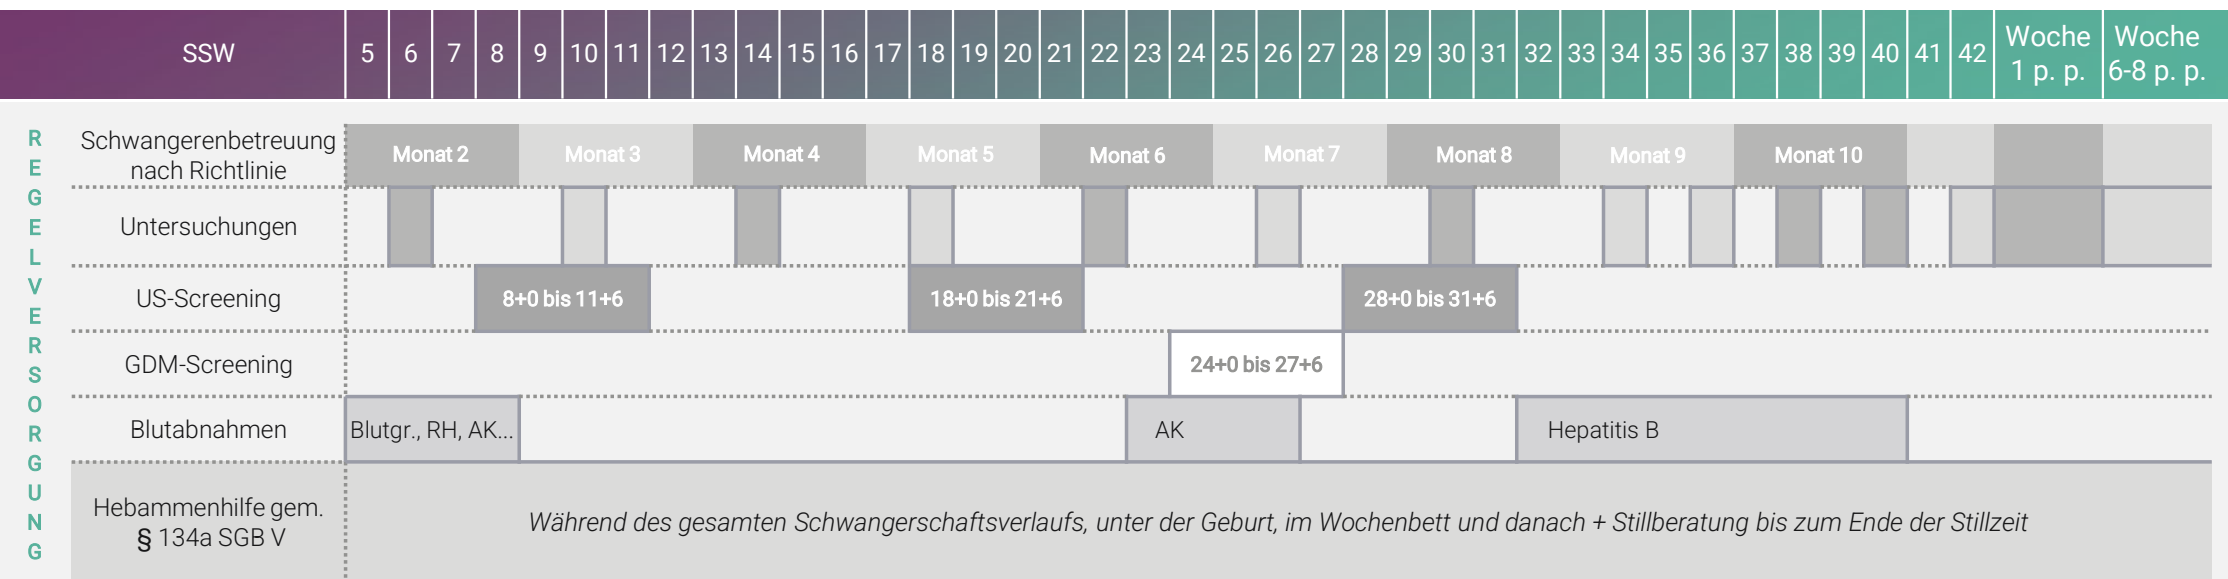 SSW 5 6 7 8 9 10 11 12 13 14 15 16 17 18 19 20 21 22 23 24 25 26 27 28 29 30 31 32 33 34 35 36 37 38 39 40 41 42 Woche 1 p. p. Woche 6-8 p. p.
REGELVERSORGUNG
Schwangerenbetreuung
nach Richtlinie
Monat 2 Monat 3 Monat 4 Monat 5 Monat 6 Monat 7 Monat 8 Monat 9 Monat 10
Untersuchungen
US-Screening 8+0 bis 11+6 18+0 bis 21+6 28+0 bis 31+6
GDM-Screening 24+0 bis 27+6
Blutabnahmen Blutgr., RH, AK... AK Hepatitis B
Hebammenhilfe gem.
§ 134a SGB V
Während des gesamten Schwangerschaftsverlaufs, unter der Geburt, im Wochenbett und danach + Stillberatung bis zum Ende der Stillzeit